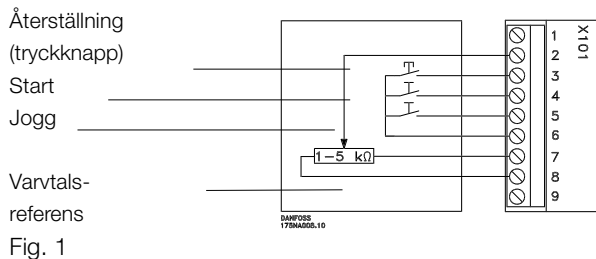 Återställning
(tryckknapp)
Start
Jogg
Varvtals-
referens
Fig. 1
1-5 kΩ
DANFOSS
175NA008.10
X101
1
2
3
4
5
6
7
8
9